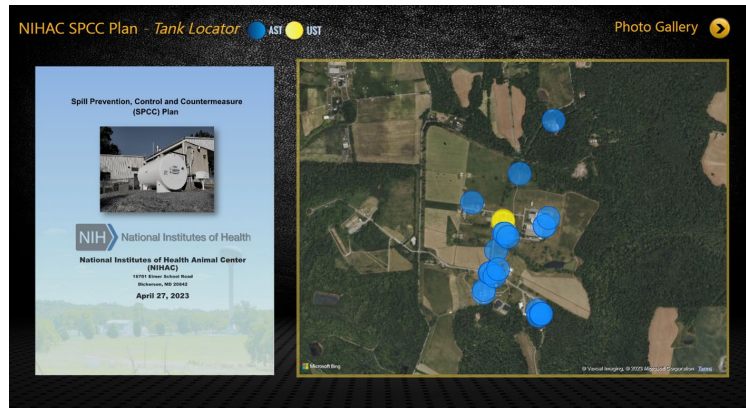 NIHAC SPCC Plan - Tank Locator AST UST
Photo Gallery
Spill Prevention, Control and Countermeasure
(SPCC) Plan
NIH National Institutes of Health
National Institutes of Health Animal Center
(NIHAC)
16701 Elmer School Road
Dickerson, MD 20842
April 27, 2023
Microsoft Bing
© Vexcel Imaging, © 2023 Microsoft Corporation Terms